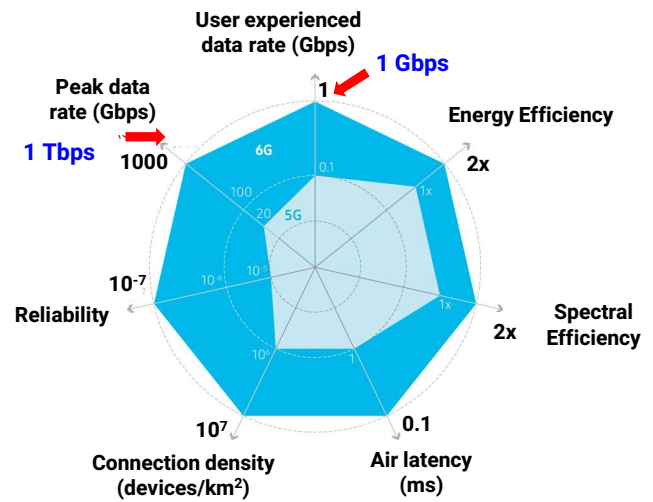 User experienced
data rate (Gbps)
1 Gbps
1
Peak data
rate (Gbps)
1 Tbps
1000
Energy Efficiency
2x
6G
0.1
100
1x
20
5G
10⁻⁷
10⁻⁶
10⁻⁵
Reliability
1x
2x
Spectral
Efficiency
10⁶
1
10⁷
0.1
Connection density
(devices/km²)
Air latency
(ms)